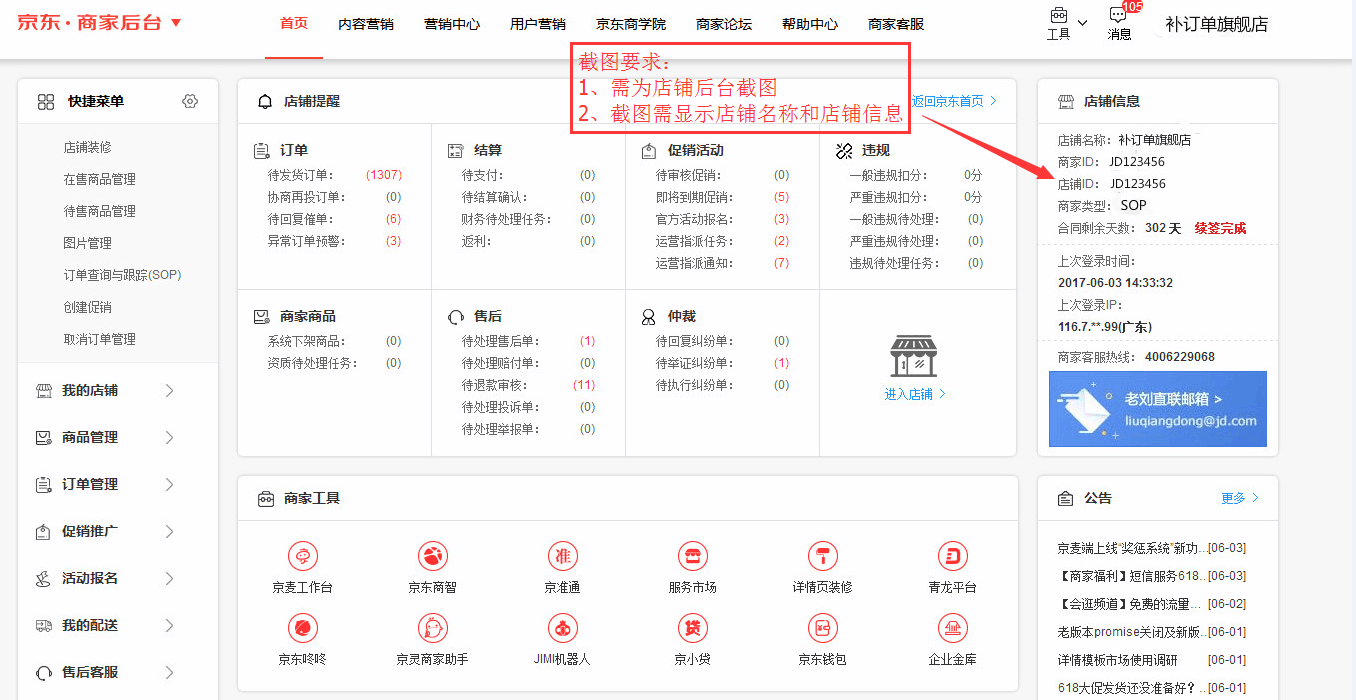 京东·商家后台
首页
内容营销
营销中心
用户营销
京东商学院
商家论坛
帮助中心
商家客服
工具
消息
105
补订单旗舰店
截图要求：
1、需为店铺后台截图
2、截图需显示店铺名称和店铺信息
快捷菜单
店铺装修
在售商品管理
待售商品管理
图片管理
订单查询与跟踪(SOP)
创建促销
取消订单管理
我的店铺
商品管理
订单管理
促销推广
活动报名
我的配送
售后客服
店铺提醒
返回京东首页
订单
待发货订单： (1307)
协商再投订单： (0)
待回复催单： (6)
异常订单预警： (3)
结算
待支付： (0)
待结算确认： (0)
财务待处理任务： (0)
返利： (0)
促销活动
待审核促销： (0)
即将到期促销： (5)
官方活动报名： (3)
运营指派任务： (2)
运营指派通知： (7)
违规
一般违规扣分： 0分
严重违规扣分： 0分
一般违规待处理： (0)
严重违规待处理： (0)
违规待处理任务： (0)
商家商品
系统下架商品： (0)
资质待处理任务： (0)
售后
待处理售后单： (1)
待处理赔付单： (0)
待退款审核： (11)
待处理投诉单： (0)
待处理举报单： (0)
仲裁
待回复纠纷单： (0)
待举证纠纷单： (1)
待执行纠纷单： (0)
进入店铺
商家工具
京麦工作台
京东商智
准
京准通
服务市场
详情页装修
青龙平台
京东咚咚
京灵商家助手
JIMI机器人
贷
京小贷
京东钱包
企业金库
店铺信息
店铺名称： 补订单旗舰店
商家ID： JD123456
店铺ID： JD123456
商家类型： SOP
合同剩余天数： 302 天 续签完成
上次登录时间：
2017-06-03 14:33:32
上次登录IP：
116.7.**.99(广东)
商家客服热线： 4006229068
老刘直联邮箱 >
liuqiangdong@jd.com
公告
更多
京麦端上线“奖惩系统”新功...[06-03]
【商家福利】短信服务618..[06-03]
【会逛频道】免费的流量... [06-02]
老版本promise关闭及新版..[06-01]
详情模板市场使用调研 [06-01]
618大促发货还没准备好？..[06-01]